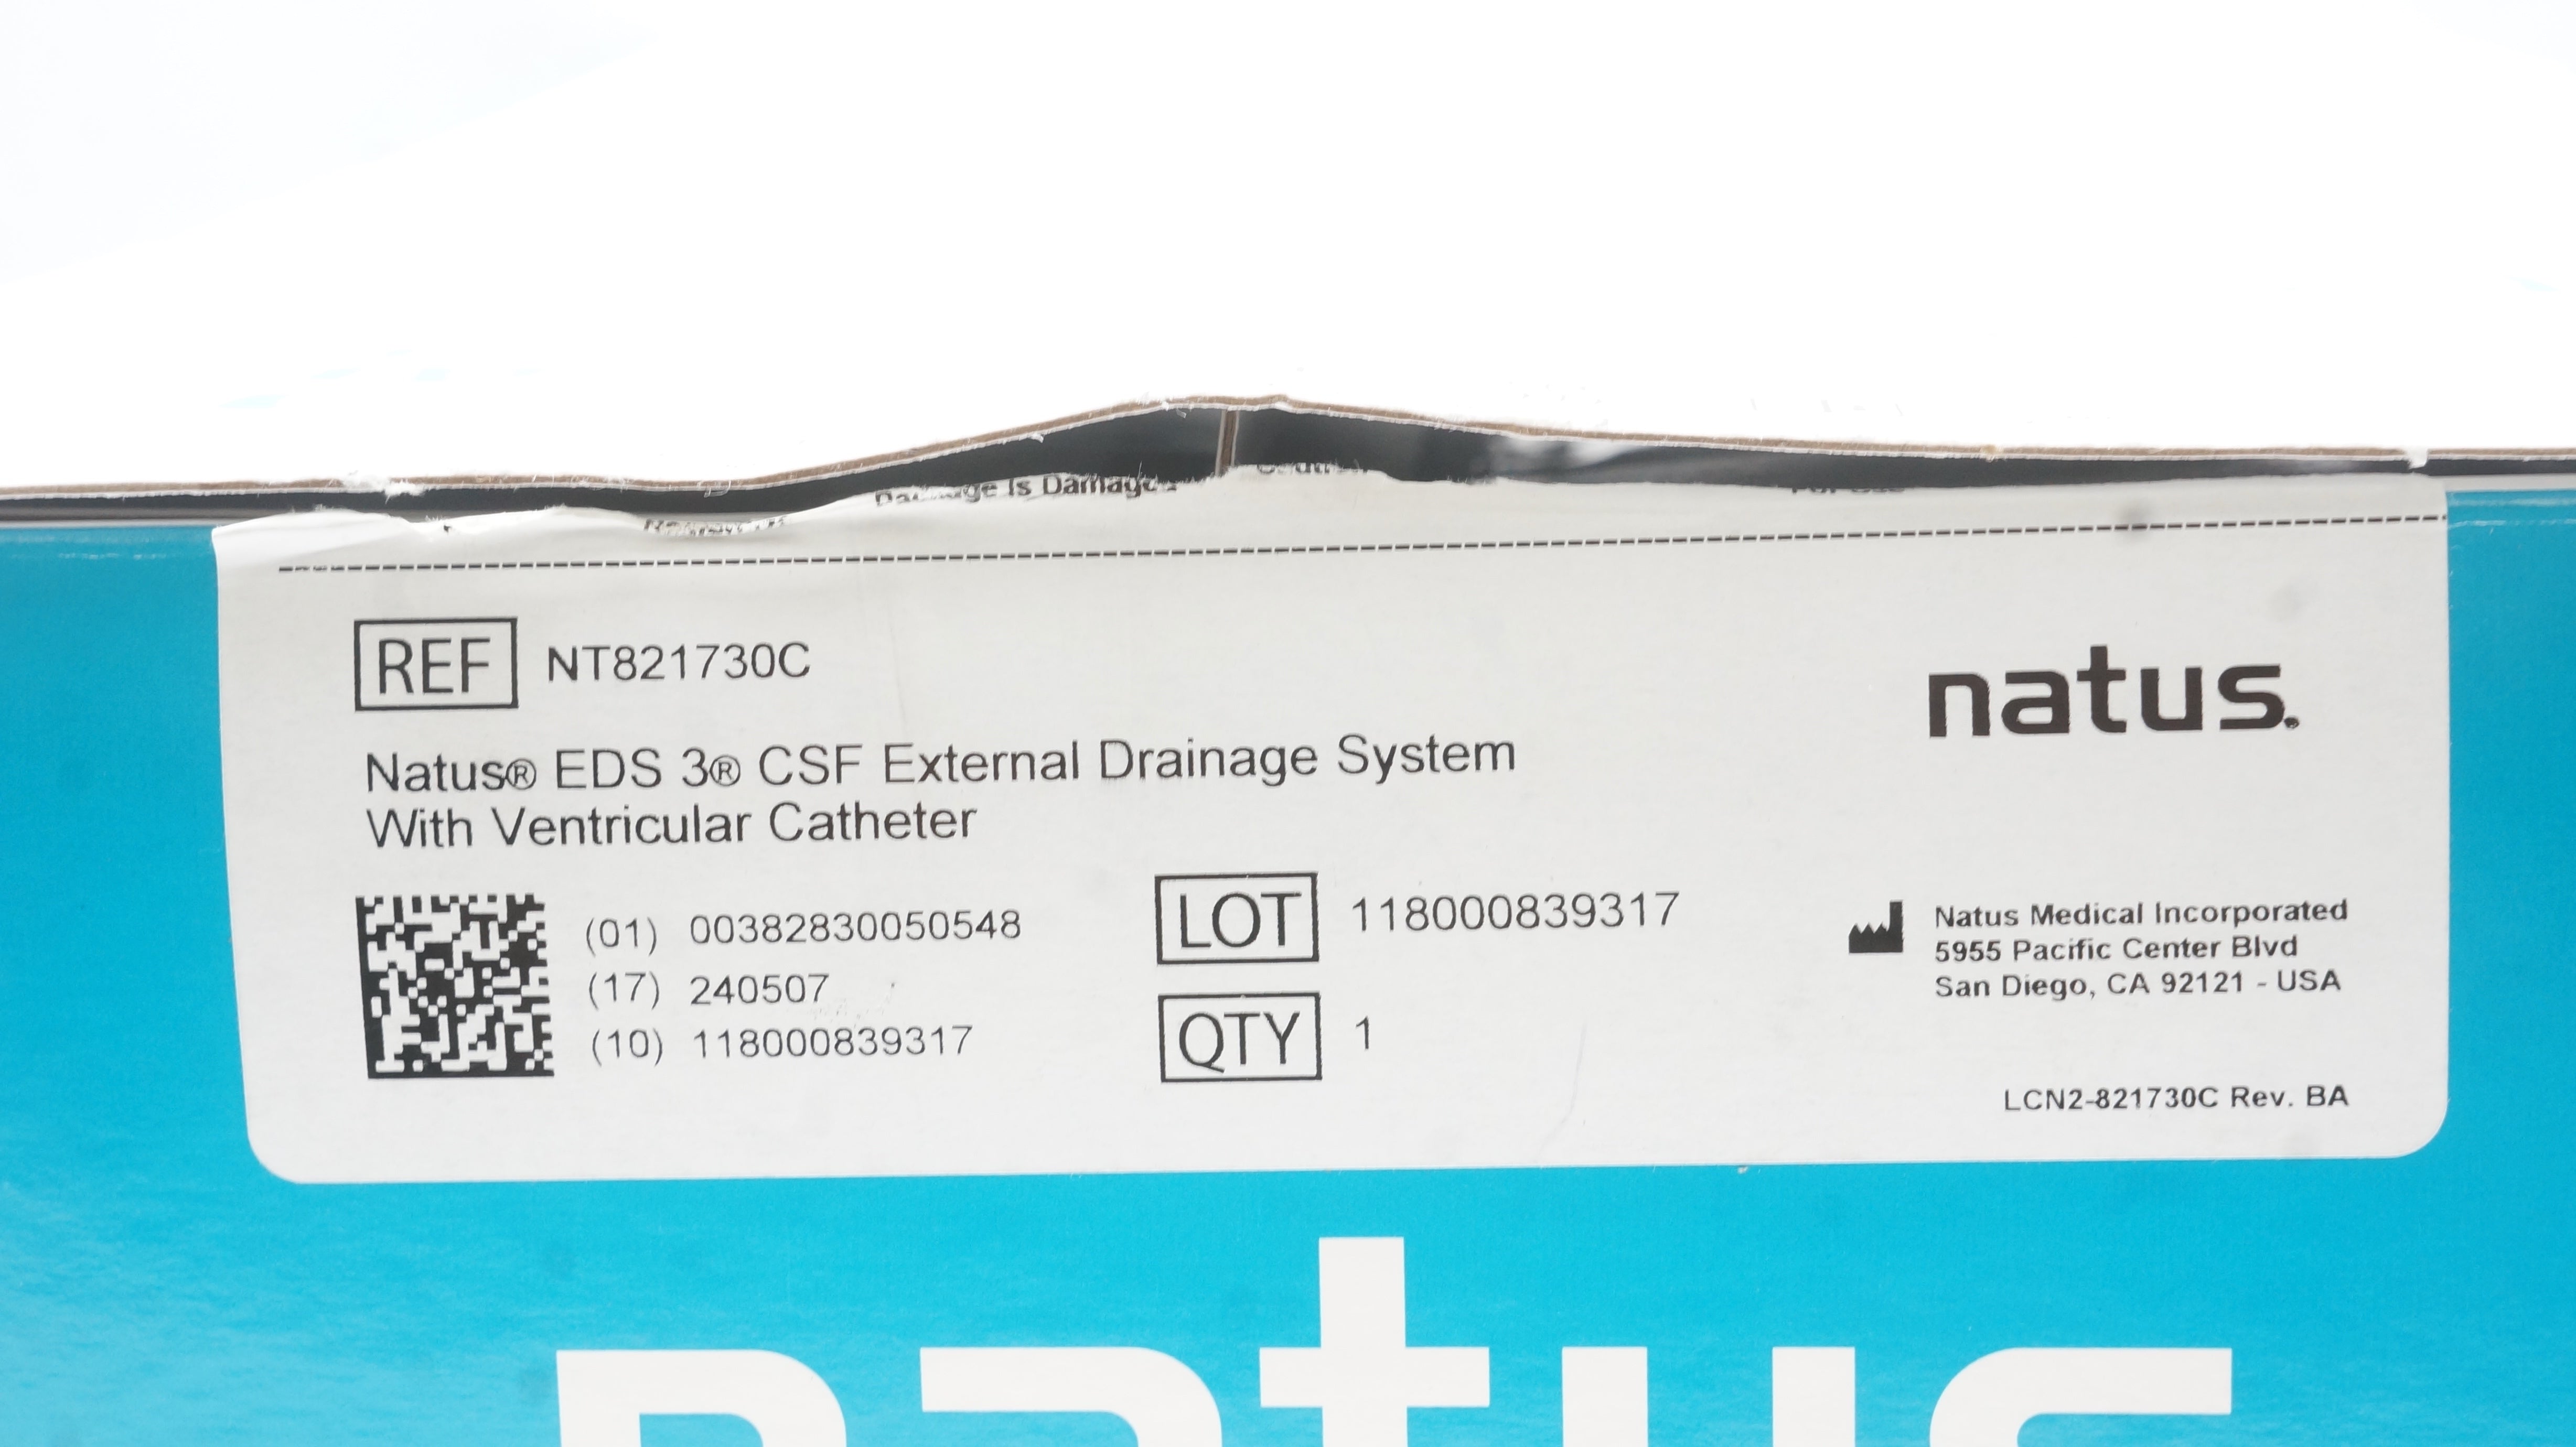 Is Damage
REF NT821730C
natus.
Natus® EDS 3® CSF External Drainage System
With Ventricular Catheter
(01) 00382830050548
(17) 240507
(10) 118000839317
LOT 118000839317
QTY 1
Natus Medical Incorporated
5955 Pacific Center Blvd
San Diego, CA 92121 - USA
LCN2-821730C Rev. BA
natus